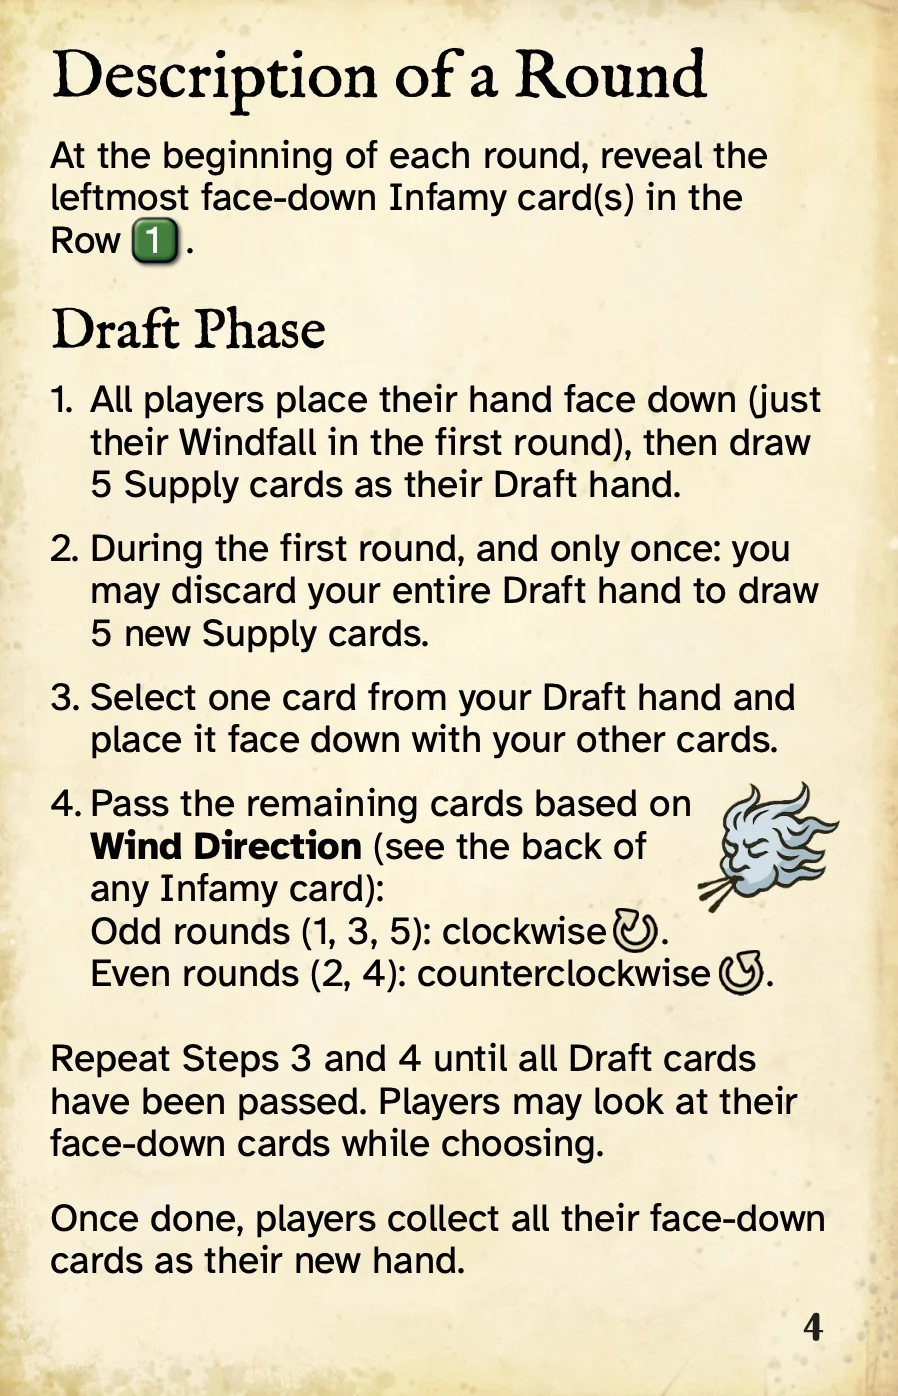 Description of a Round
At the beginning of each round, reveal the
leftmost face-down Infamy card(s) in the
Row 1 .
Draft Phase
1. All players place their hand face down (just
their Windfall in the first round), then draw
5 Supply cards as their Draft hand.
2. During the first round, and only once: you
may discard your entire Draft hand to draw
5 new Supply cards.
3. Select one card from your Draft hand and
place it face down with your other cards.
4. Pass the remaining cards based on
Wind Direction (see the back of
any Infamy card):
Odd rounds (1, 3, 5): clockwise .
Even rounds (2, 4): counterclockwise .
Repeat Steps 3 and 4 until all Draft cards
have been passed. Players may look at their
face-down cards while choosing.
Once done, players collect all their face-down
cards as their new hand.
4